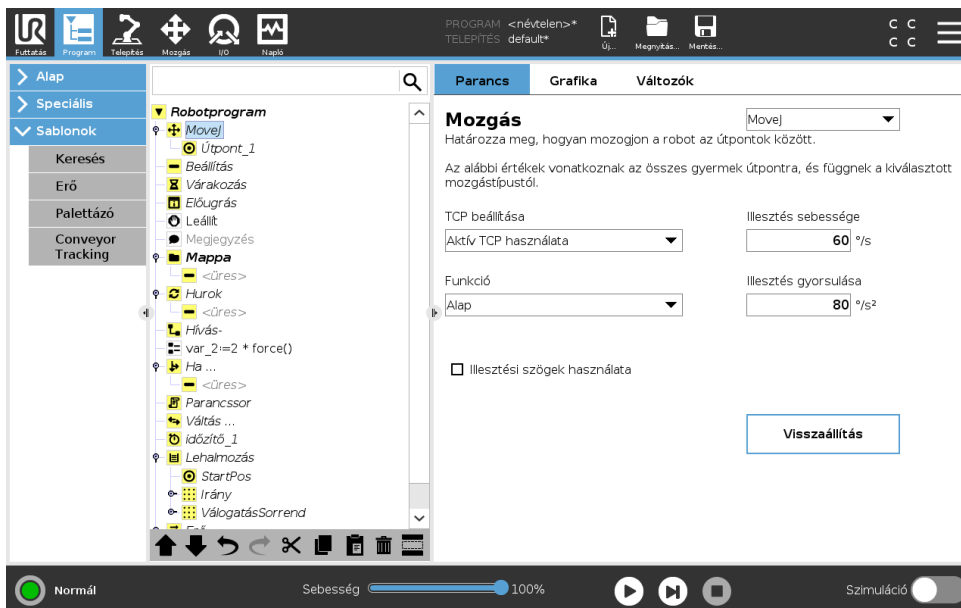 Futtatás
Program
Telepítés
Mozgás
I/O
Napló
PROGRAM <névtelen>*
TELEPÍTÉS default*
Új...
Megnyitás...
Mentés...
C C
C C
Alap
Speciális
Sablonok
Keresés
Erő
Palettázó
Conveyor
Tracking
Robotprogram
MoveJ
Útpont_1
Beállítás
Várakozás
Előugrás
Leállít
Megjegyzés
Mappa
<üres>
Hurok
<üres>
Hívás-
var_2:=2 * force()
Ha ...
<üres>
Parancssor
Váltás ...
időzítő_1
Lehalmozás
StartPos
Irány
VálogatásSorrend
Parancs
Grafika
Változók
Mozgás
MoveJ
Határozza meg, hogyan mozogjon a robot az útpontok között.
Az alábbi értékek vonatkoznak az összes gyermek útpontra, és függnek a kiválasztott
mozgástípustól.
TCP beállítása
Illesztés sebessége
Aktív TCP használata
60 °/s
Funkció
Illesztés gyorsulása
Alap
80 °/s²
Illesztési szögek használata
Visszaállítás
Normál
Sebesség
100%
Szimuláció